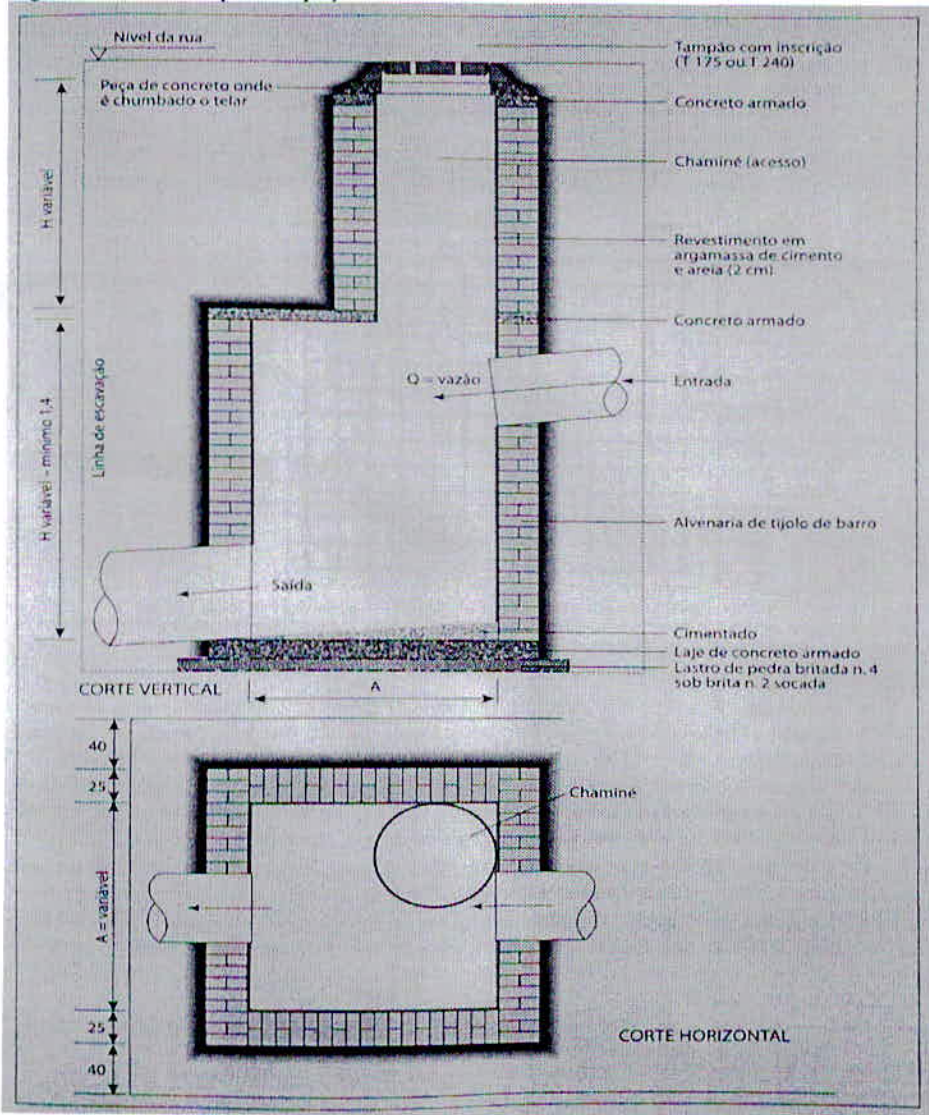 Nível da rua
Peça de concreto onde
é chumbado o telar
Tampão com inscrição
(T 175 ou T 240)
Concreto armado
Chaminé (acesso)
Revestimento em
argamassa de cimento
e areia (2 cm)
Concreto armado
Q = vazão
Entrada
Alvenaria de tijolo de barro
Saída
Cimentado
Laje de concreto armado
Lastro de pedra britada n. 4
sob brita n. 2 socada
H variável
H variável – mínimo 1,4
Linha de escavação
CORTE VERTICAL
A
40
25
A = variável
25
40
Chaminé
CORTE HORIZONTAL